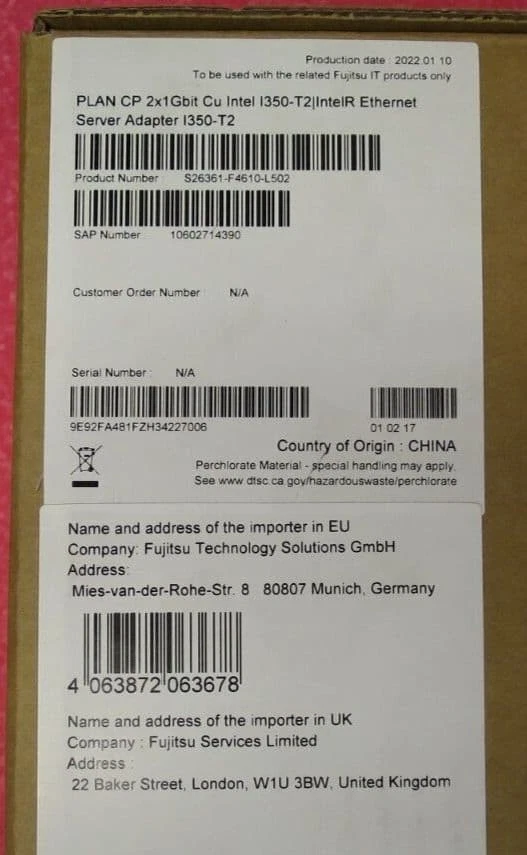 Production date : 2022.01 10
To be used with the related Fujitsu IT products only
PLAN CP 2x1Gbit Cu Intel I350-T2|IntelR Ethernet
Server Adapter I350-T2
Product Number : S26361-F4610-L502
SAP Number 10602714390
Customer Order Number : N/A
Serial Number : N/A
9E92FA481FZH34227006
01 02 17
Country of Origin : CHINA
Perchlorate Material - special handling may apply.
See www.dtsc.ca.gov/hazardouswaste/perchlorate
Name and address of the importer in EU
Company: Fujitsu Technology Solutions GmbH
Address:
Mies-van-der-Rohe-Str. 8 80807 Munich, Germany
4 063872 063678
Name and address of the importer in UK
Company : Fujitsu Services Limited
Address :
22 Baker Street, London, W1U 3BW, United Kingdom